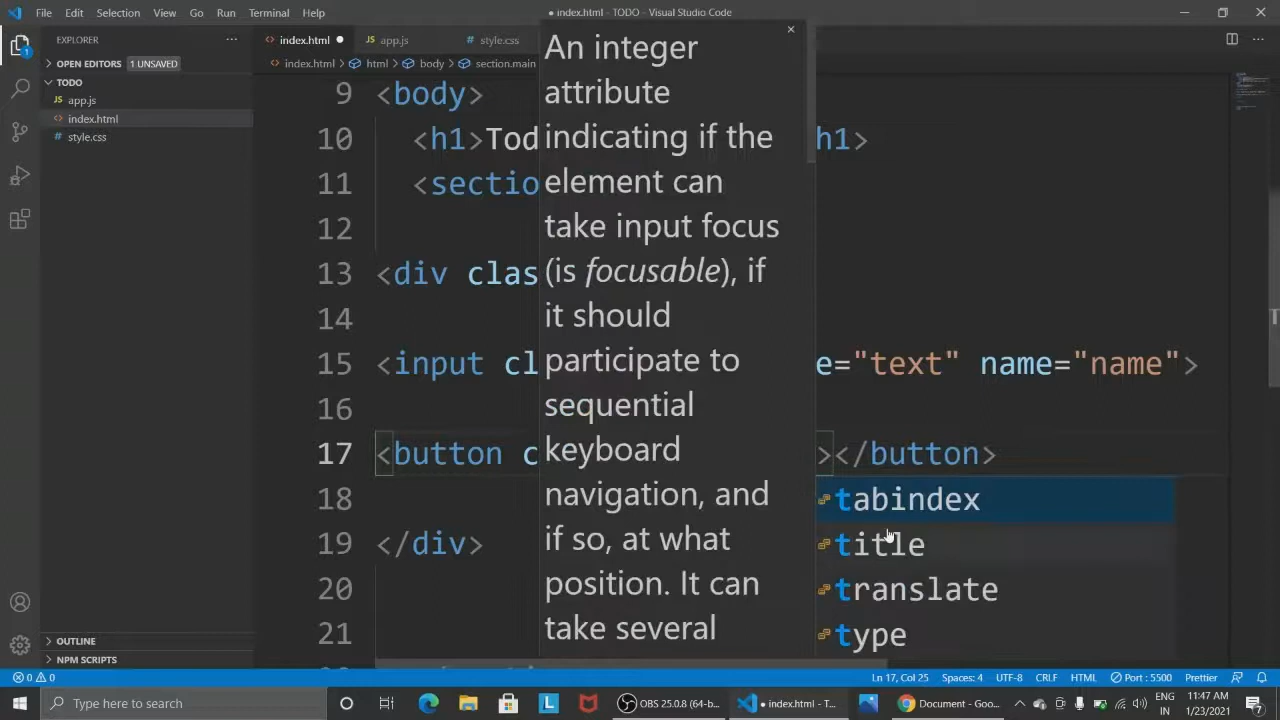 File Edit Selection View Go Run Terminal Help
● index.html - TODO - Visual Studio Code
EXPLORER
index.html
app.js
style.css
OPEN EDITORS 1 UNSAVED
index.html > html > body > section.main
TODO
JS app.js
<> index.html
# style.css
1
9 <body>
10 <h1>Tod h1>
11 <sectio
12
13 <div clas
14
15 <input cl e="text" name="name">
16
17 <button c ></button>
18
19 </div>
20
21
An integer
attribute
indicating if the
element can
take input focus
(is focusable), if
it should
participate to
sequential
keyboard
navigation, and
if so, at what
position. It can
take several
tabindex
title
translate
type
OUTLINE
NPM SCRIPTS
0 0
Ln 17, Col 25 Spaces: 4 UTF-8 CRLF HTML Port : 5500 Prettier
Type here to search
L
OBS 25.0.8 (64-b...
● index.html - T...
Document - Goo...
ENG
IN
11:47 AM
1/23/2021
7